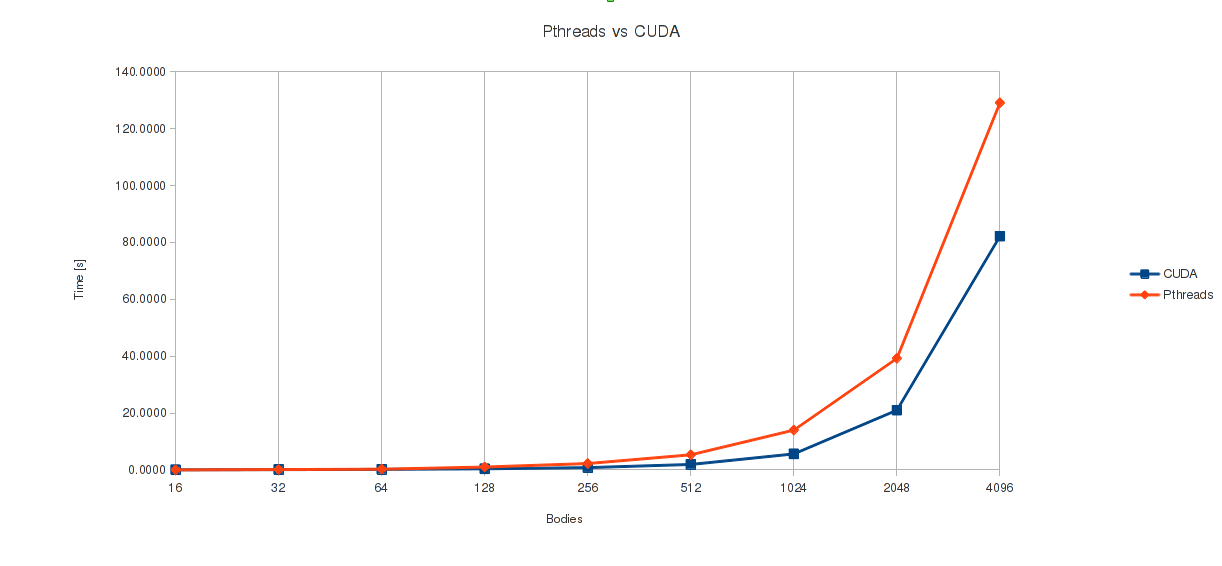 Pthreads vs CUDA
140.0000
120.0000
100.0000
80.0000
60.0000
40.0000
20.0000
0.0000
Time [s]
16 32 64 128 256 512 1024 2048 4096
Bodies
CUDA
Pthreads